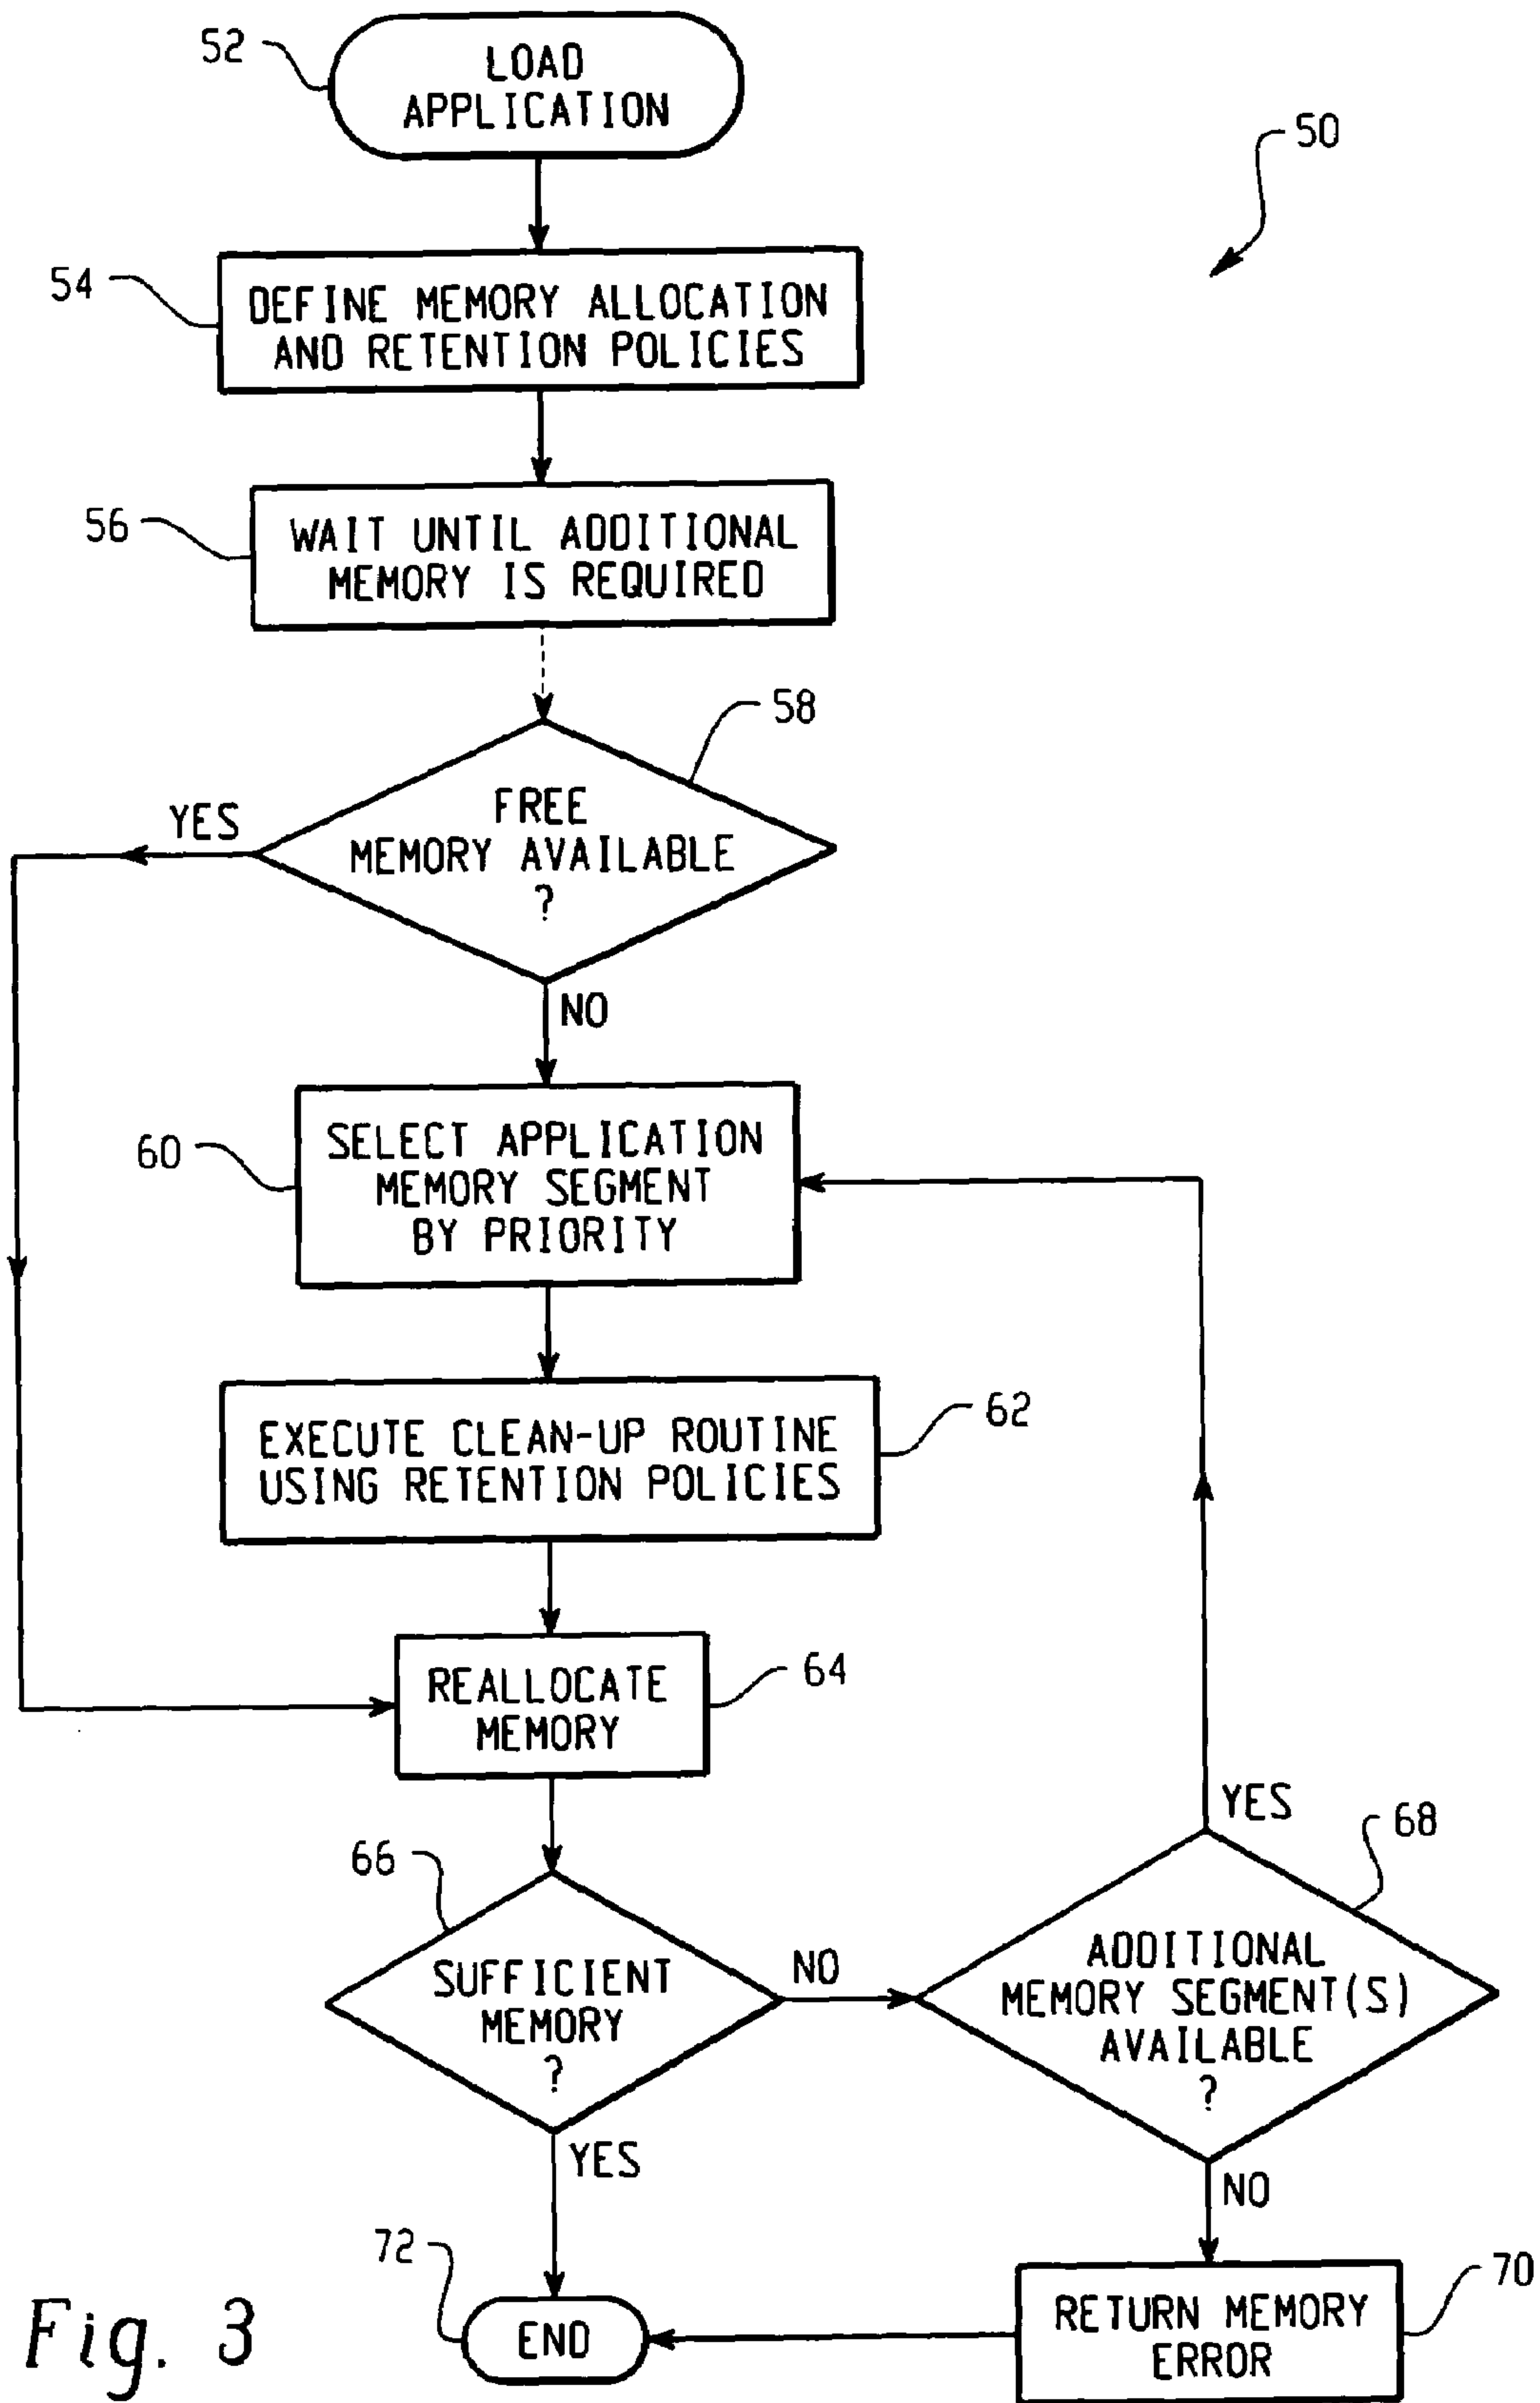 52
LOAD
APPLICATION
50
54
DEFINE MEMORY ALLOCATION
AND RETENTION POLICIES
56
WAIT UNTIL ADDITIONAL
MEMORY IS REQUIRED
58
YES
FREE
MEMORY AVAILABLE
?
NO
60
SELECT APPLICATION
MEMORY SEGMENT
BY PRIORITY
62
EXECUTE CLEAN-UP ROUTINE
USING RETENTION POLICIES
64
REALLOCATE
MEMORY
66
SUFFICIENT
MEMORY
?
NO
YES
68
ADDITIONAL
MEMORY SEGMENT(S)
AVAILABLE
?
YES
NO
72
END
70
RETURN MEMORY
ERROR
Fig. 3